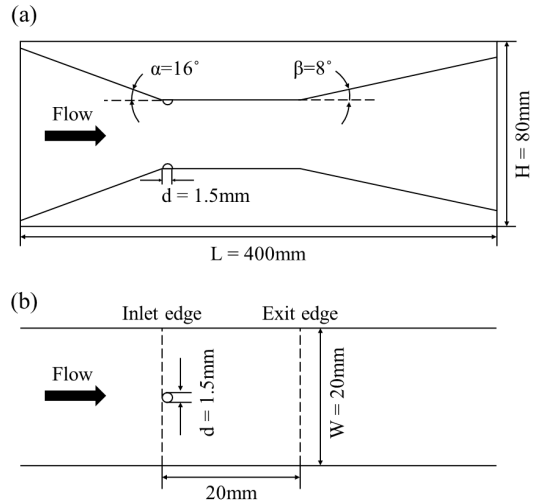 (a)
α=16°
β=8°
Flow
d = 1.5mm
H = 80mm
L = 400mm
(b)
Inlet edge
Exit edge
Flow
d = 1.5mm
W = 20mm
20mm